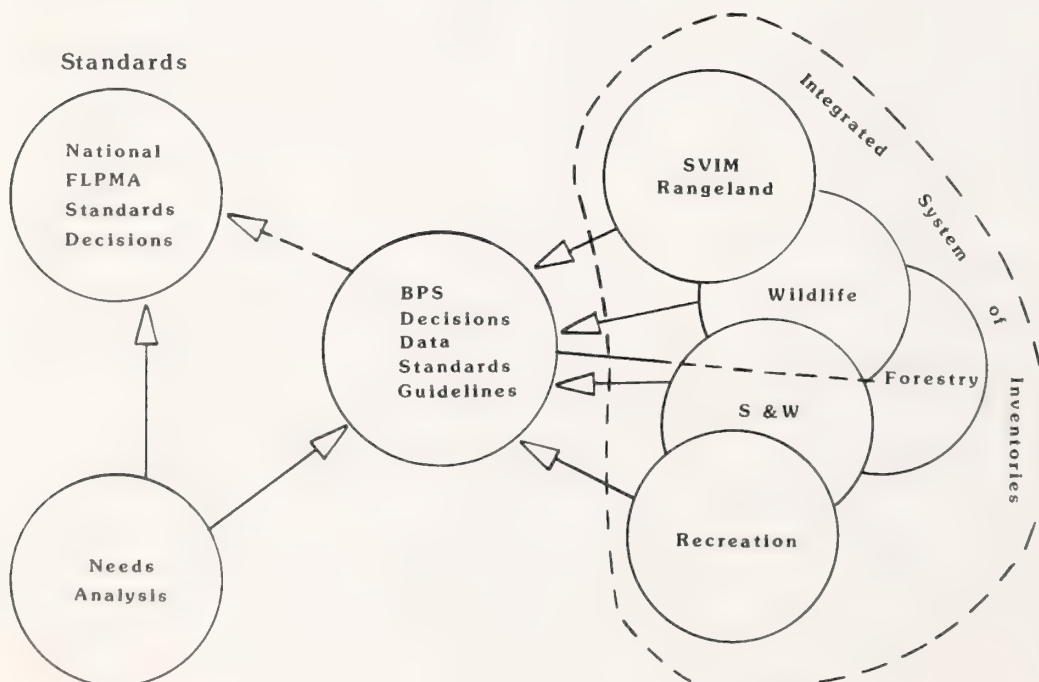 Standards
National
FLPMA
Standards
Decisions
BPS
Decisions
Data
Standards
Guidelines
Needs
Analysis
SVIM
Rangeland
Wildlife
Forestry
S & W
Recreation
Integrated
System
of
Inventories